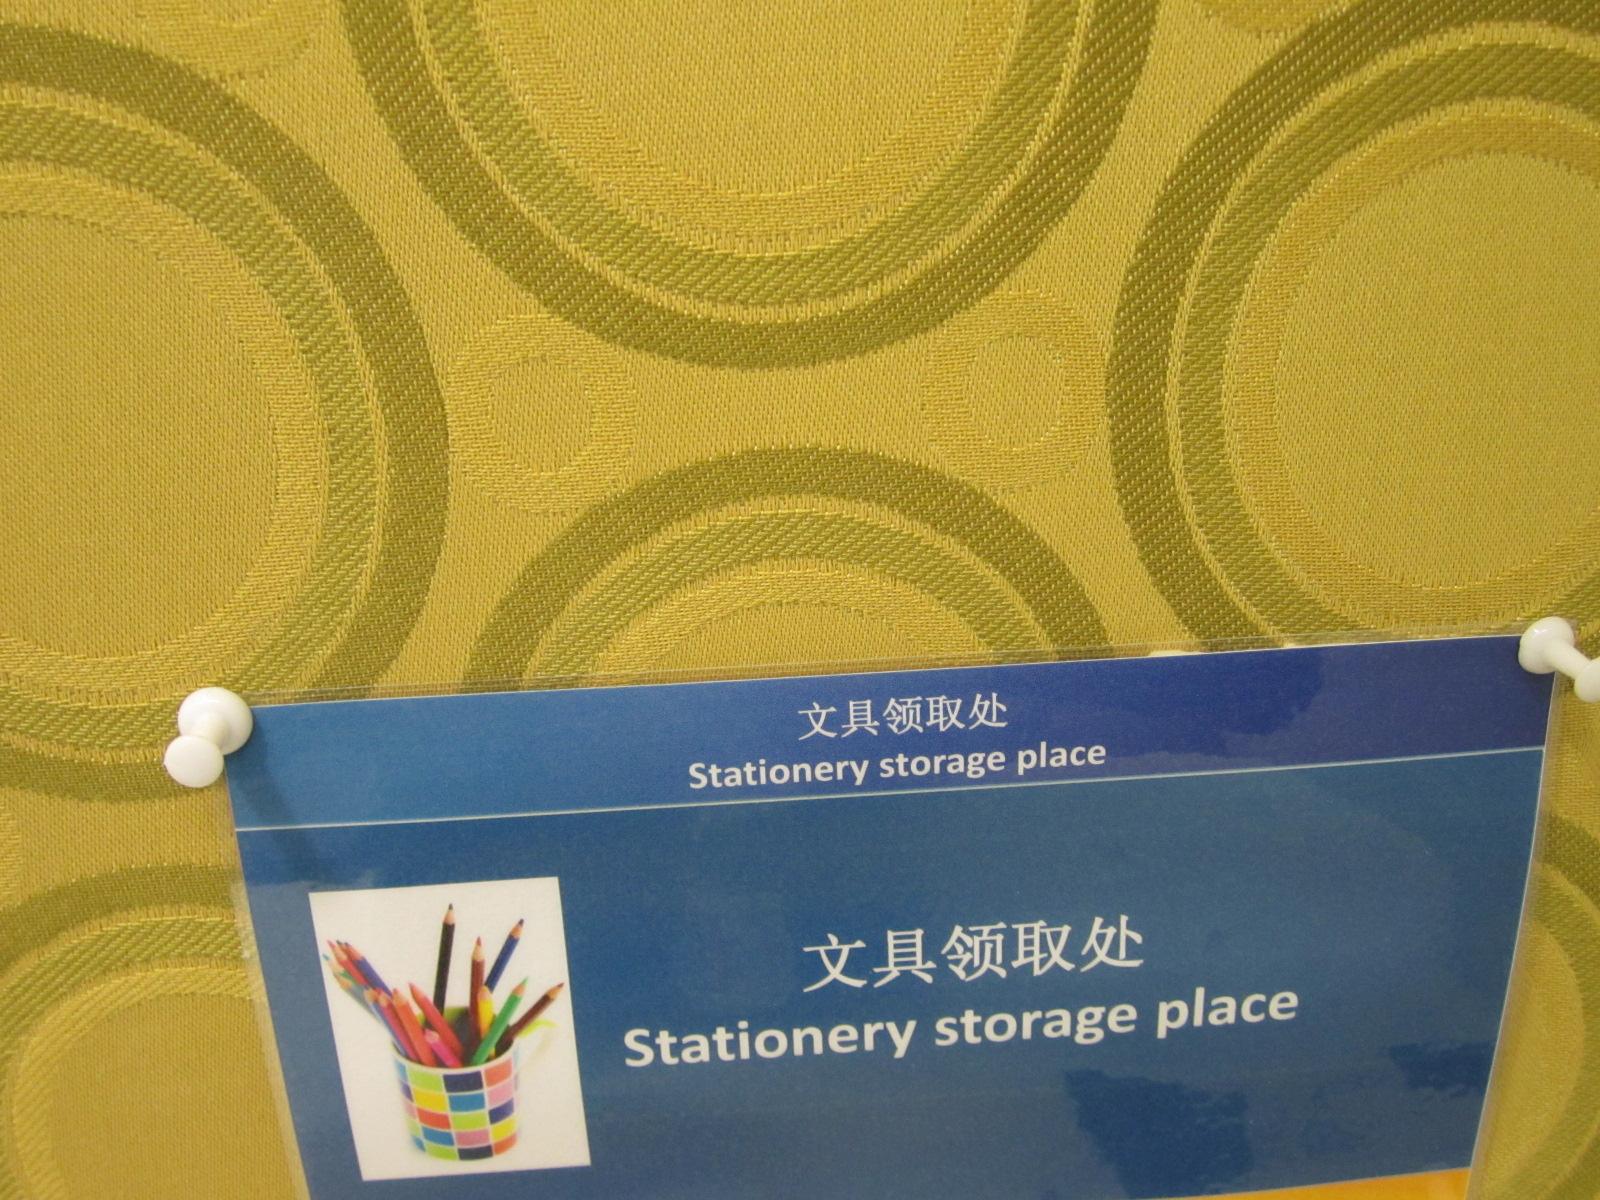 文具领取处
Stationery storage place
文具领取处
Stationery storage place